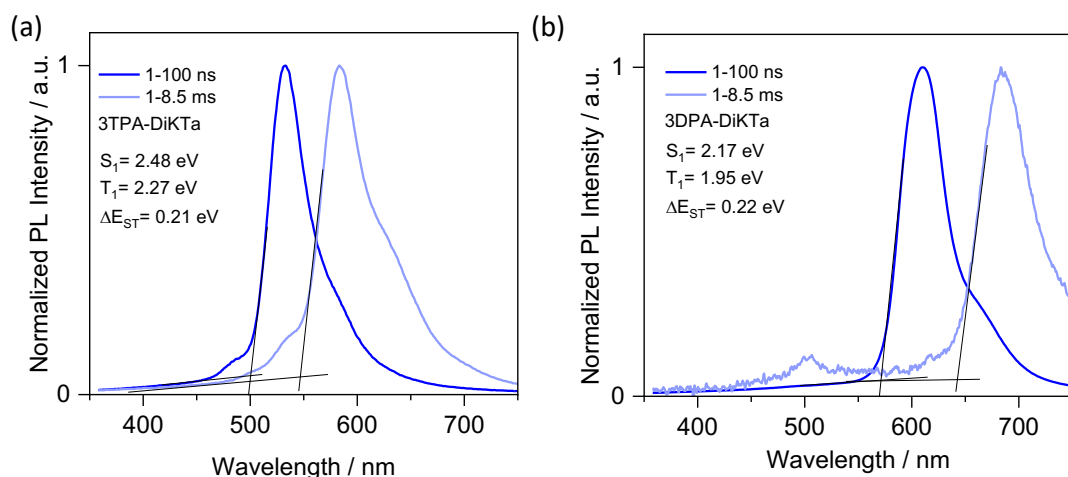 (a)
Normalized PL Intensity / a.u.
1
0
1-100 ns
1-8.5 ms
3TPA-DiKTa
S₁= 2.48 eV
T₁= 2.27 eV
ΔE_ST= 0.21 eV
400 500 600 700
Wavelength / nm
(b)
Normalized PL Intensity / a.u.
1
0
1-100 ns
1-8.5 ms
3DPA-DiKTa
S₁= 2.17 eV
T₁= 1.95 eV
ΔE_ST= 0.22 eV
400 500 600 700
Wavelength / nm